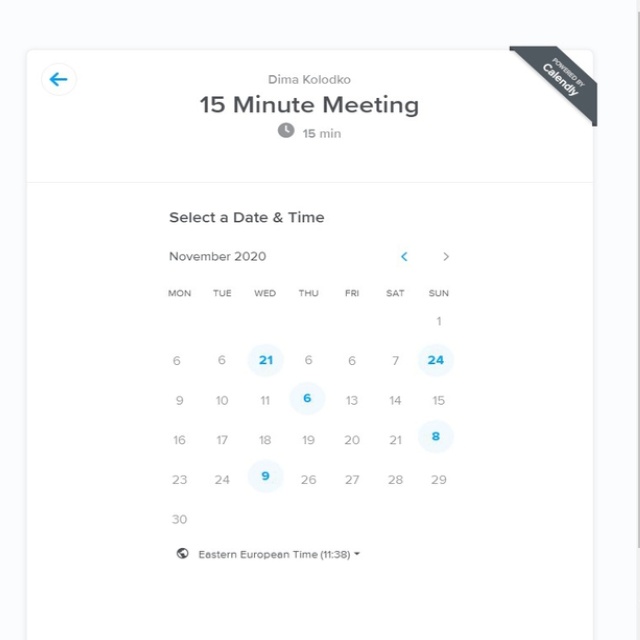 POWERED BY
Calendly
Dima Kolodko
15 Minute Meeting
15 min
Select a Date & Time
November 2020
MON TUE WED THU FRI SAT SUN
1
6 6 21 6 6 7 24
9 10 11 6 13 14 15
16 17 18 19 20 21 8
23 24 9 26 27 28 29
30
Eastern European Time (11:38)